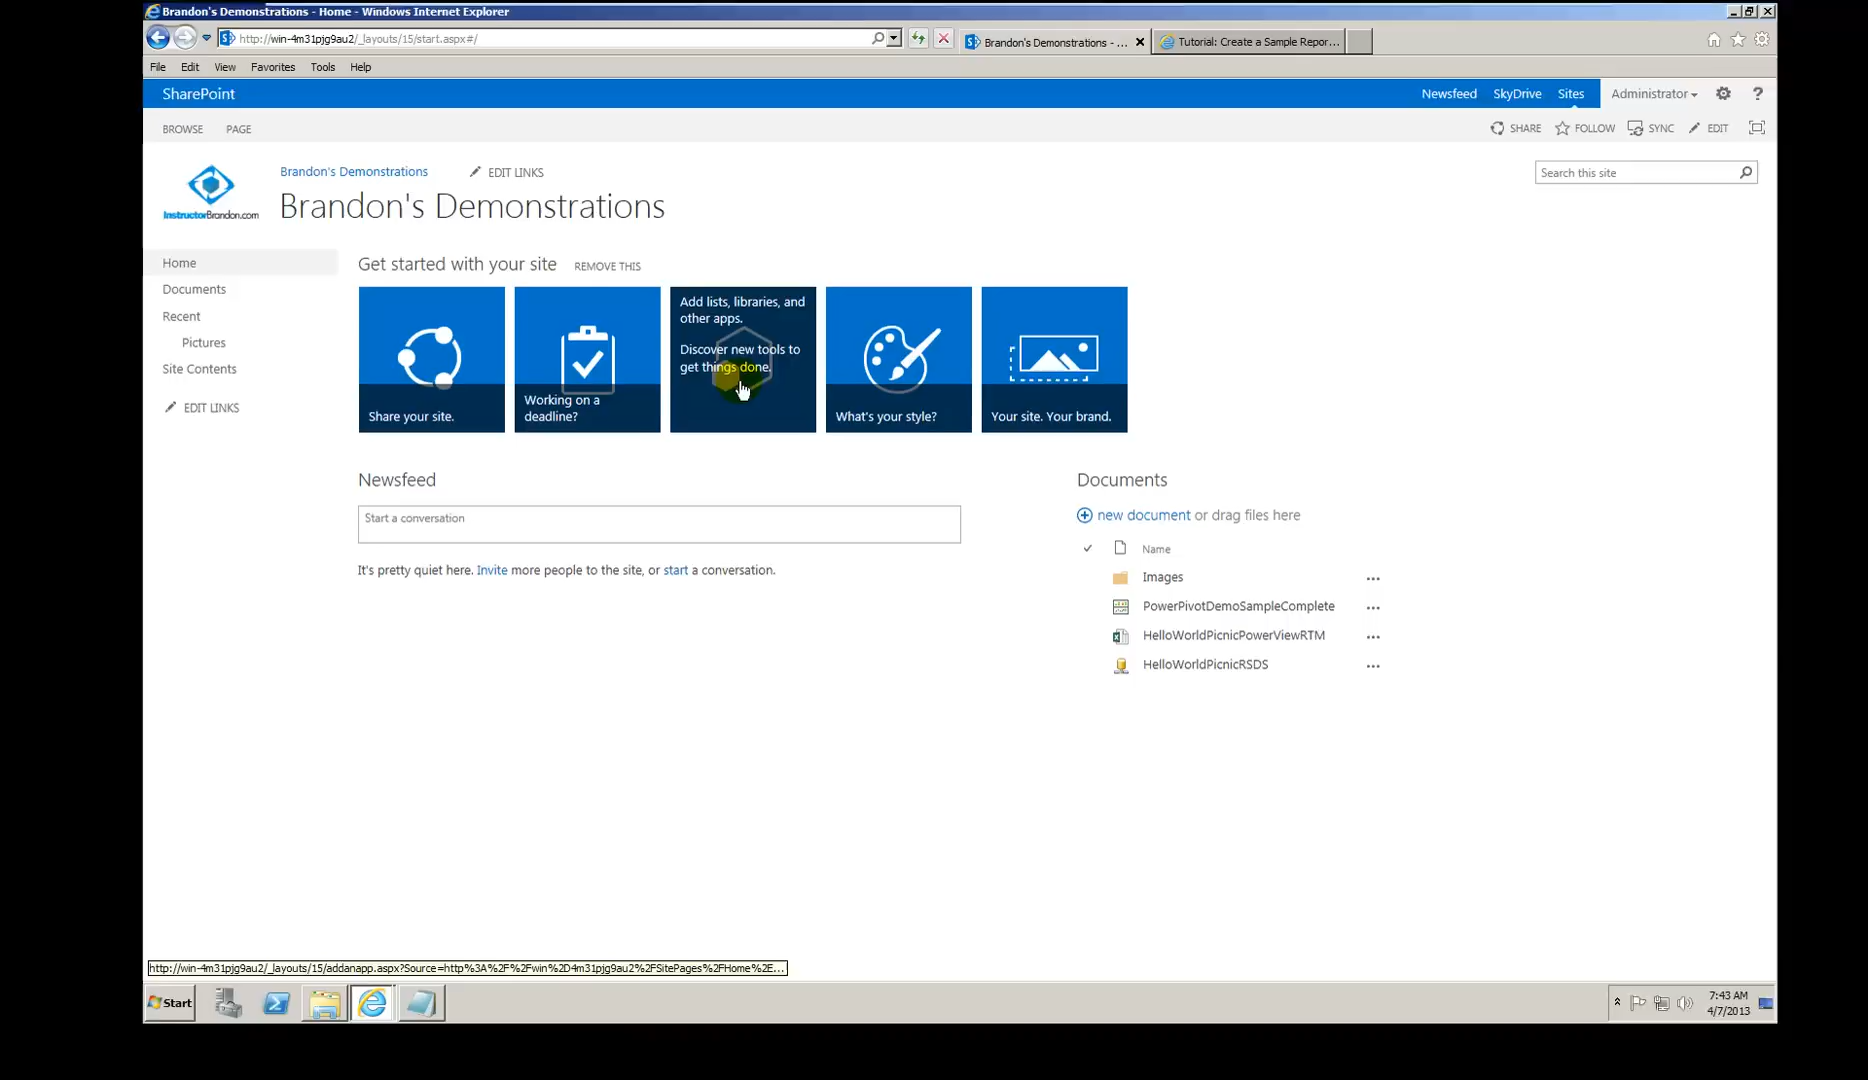 Brandon's Demonstrations - Home - Windows Internet Explorer
http://win-4m31pjg9au2/_layouts/15/start.aspx#/
Brandon's Demonstrations - ...
Tutorial: Create a Sample Repor...
File Edit View Favorites Tools Help
SharePoint
Newsfeed SkyDrive Sites Administrator ?
BROWSE PAGE
SHARE FOLLOW SYNC EDIT
InstructorBrandon.com
Brandon's Demonstrations EDIT LINKS
Search this site
Brandon's Demonstrations
Home
Documents
Recent
Pictures
Site Contents
EDIT LINKS
Get started with your site REMOVE THIS
Share your site.
Working on a
deadline?
Add lists, libraries, and
other apps.
Discover new tools to
get things done.
What's your style?
Your site. Your brand.
Newsfeed
Start a conversation
It's pretty quiet here. Invite more people to the site, or start a conversation.
Documents
new document or drag files here
Name
Images ...
PowerPivotDemoSampleComplete ...
HelloWorldPicnicPowerViewRTM ...
HelloWorldPicnicRSDS ...
http://win-4m31pjg9au2/_layouts/15/addanapp.aspx?Source=http%3A%2F%2Fwin%2D4m31pjg9au2%2FSitePages%2FHome%2E...
Start
7:43 AM
4/7/2013